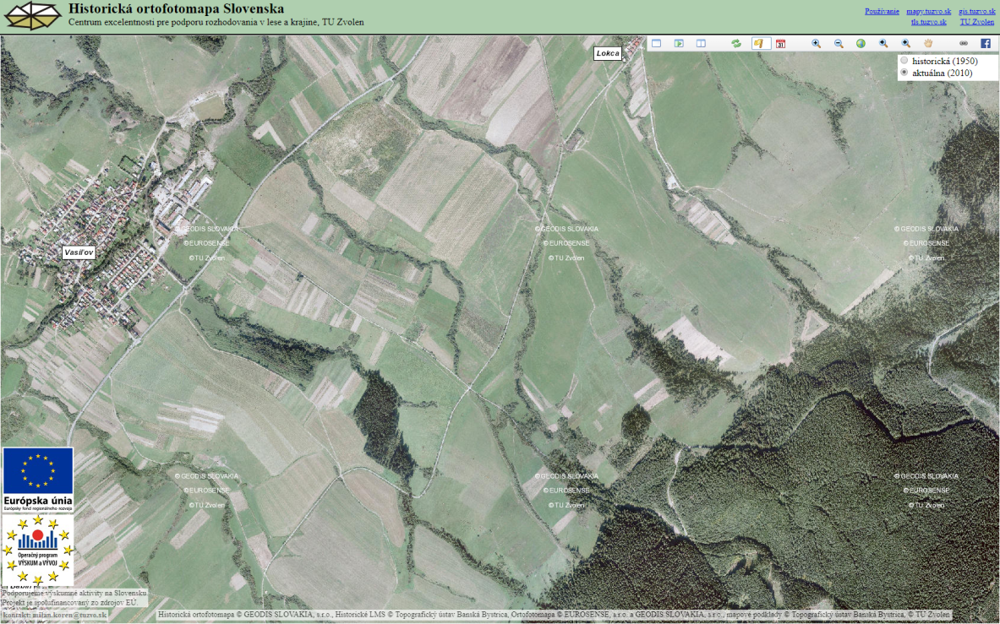 Historická ortofotomapa Slovenska
Centrum excelentnosti pre podporu rozhodovania v lese a krajine, TU Zvolen
Používanie mapy.tuzvo.sk gis.tuzvo.sk
tls.tuzvo.sk TU Zvolen
Lokca
31
historická (1950)
aktuálna (2010)
Vasiľov
© GEODIS SLOVAKIA
© EUROSENSE
© TU Zvolen
© GEODIS SLOVAKIA
© EUROSENSE
© TU Zvolen
© GEODIS SLOVAKIA
© EUROSENSE
© TU Zvolen
© GEODIS SLOVAKIA
© EUROSENSE
© TU Zvolen
© GEODIS SLOVAKIA
© EUROSENSE
© TU Zvolen
© GEODIS SLOVAKIA
© EUROSENSE
© TU Zvolen
Európska únia
Európsky fond regionálneho rozvoja
Operačný program
VÝSKUM a VÝVOJ
Podporujeme výskumné aktivity na Slovensku.
Projekt je spolufinancovaný zo zdrojov EÚ.
kontakt: milan.koren@tuzvo.sk
Historická ortofotomapa © GEODIS SLOVAKIA, s.r.o., Historické LMS © Topografický ústav Banská Bystrica, Ortofotomapa © EUROSENSE, s.r.o. a GEODIS SLOVAKIA, s.r.o., mapové podklady © Topografický ústav Banská Bystrica, © TU Zvolen